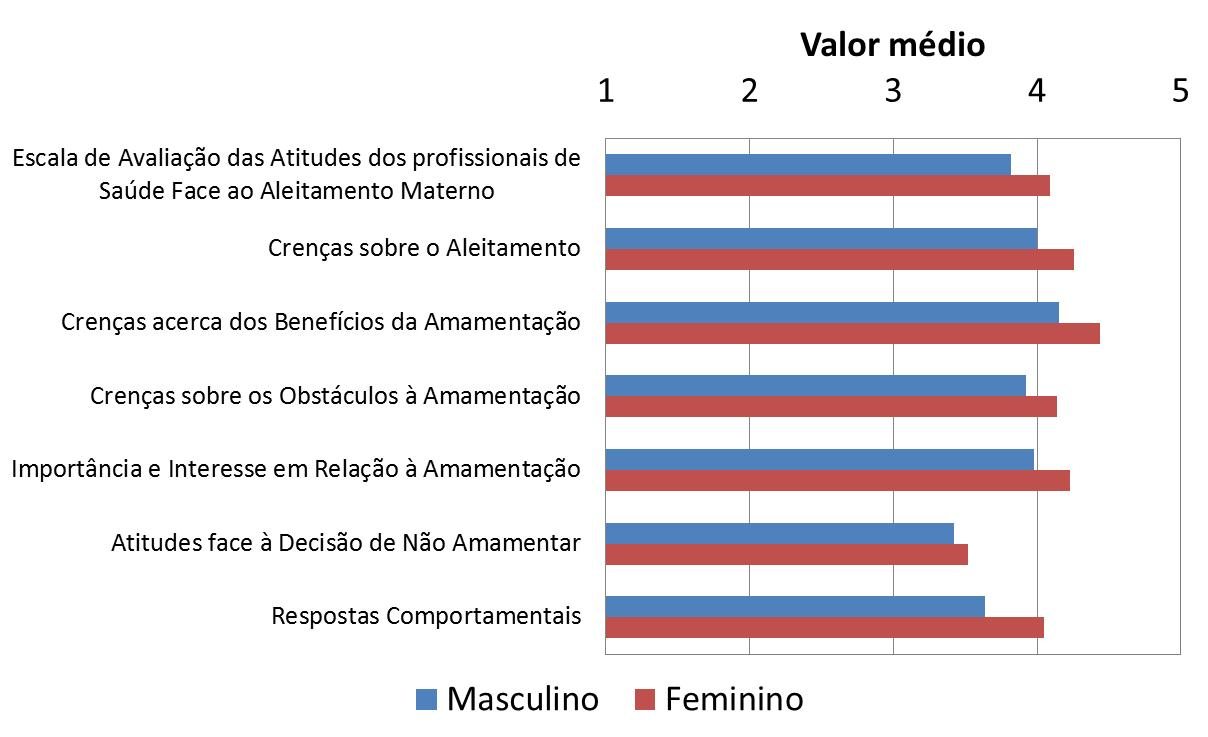 Valor médio
1 2 3 4 5
Escala de Avaliação das Atitudes dos profissionais de
Saúde Face ao Aleitamento Materno
Crenças sobre o Aleitamento
Crenças acerca dos Benefícios da Amamentação
Crenças sobre os Obstáculos à Amamentação
Importância e Interesse em Relação à Amamentação
Atitudes face à Decisão de Não Amamentar
Respostas Comportamentais
Masculino Feminino